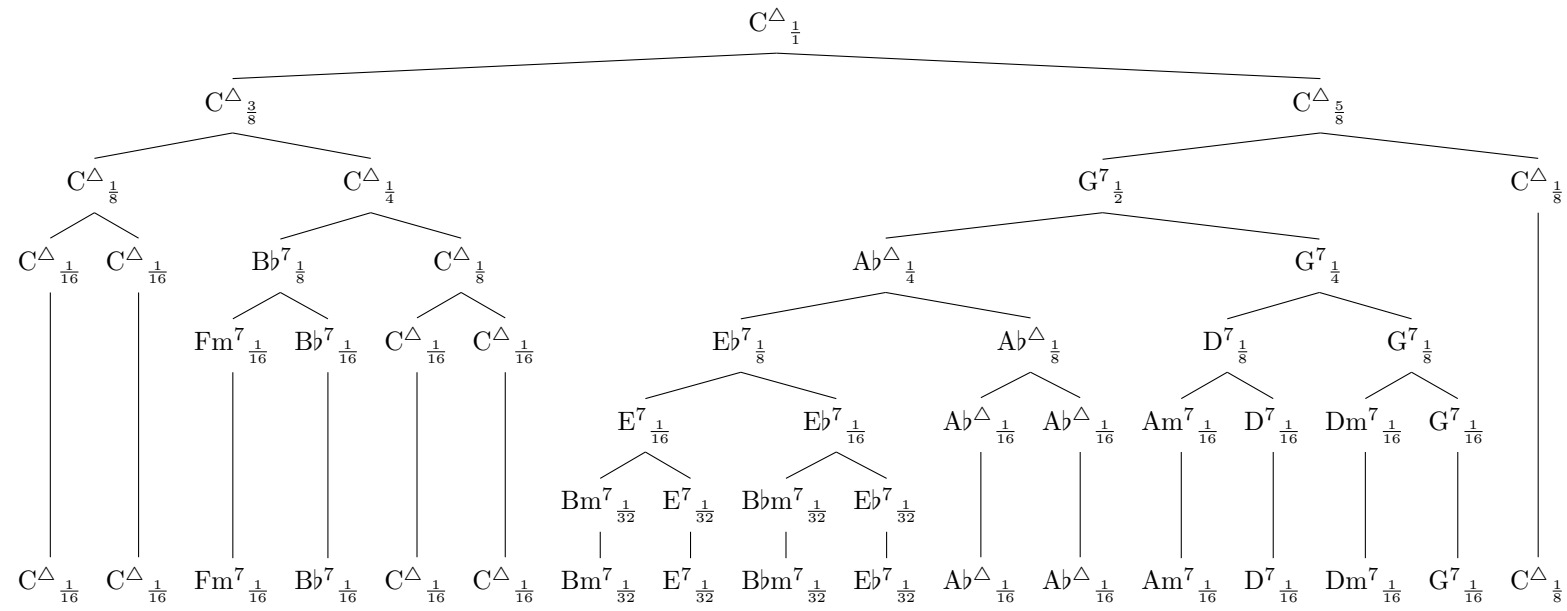 C△ 1/1
C△ 3/8 C△ 5/8
C△ 1/8 C△ 1/4 G7 1/2 C△ 1/8
C△ 1/16 C△ 1/16 B♭7 1/8 C△ 1/8 A♭△ 1/4 G7 1/4
Fm7 1/16 B♭7 1/16 C△ 1/16 C△ 1/16 E♭7 1/8 A♭△ 1/8 D7 1/8 G7 1/8
E7 1/16 E♭7 1/16 A♭△ 1/16 A♭△ 1/16 Am7 1/16 D7 1/16 Dm7 1/16 G7 1/16
Bm7 1/32 E7 1/32 B♭m7 1/32 E♭7 1/32
C△ 1/16 C△ 1/16 Fm7 1/16 B♭7 1/16 C△ 1/16 C△ 1/16 Bm7 1/32 E7 1/32 B♭m7 1/32 E♭7 1/32 A♭△ 1/16 A♭△ 1/16 Am7 1/16 D7 1/16 Dm7 1/16 G7 1/16 C△ 1/8